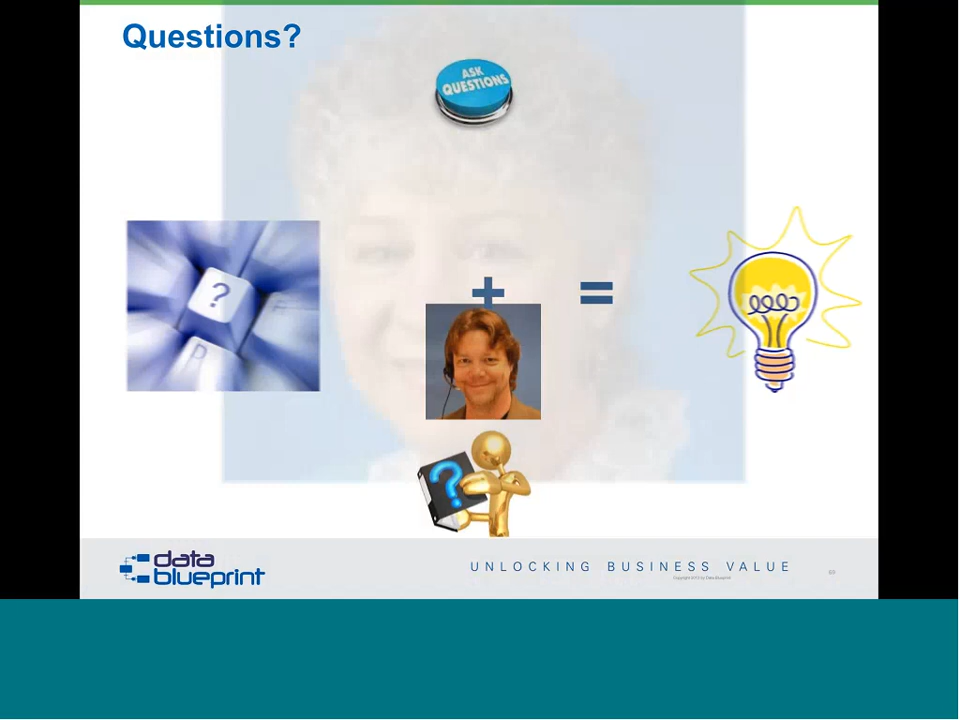 Questions?
ASK
QUESTIONS
?
P
+ =
?
data
blueprint
UNLOCKING BUSINESS VALUE